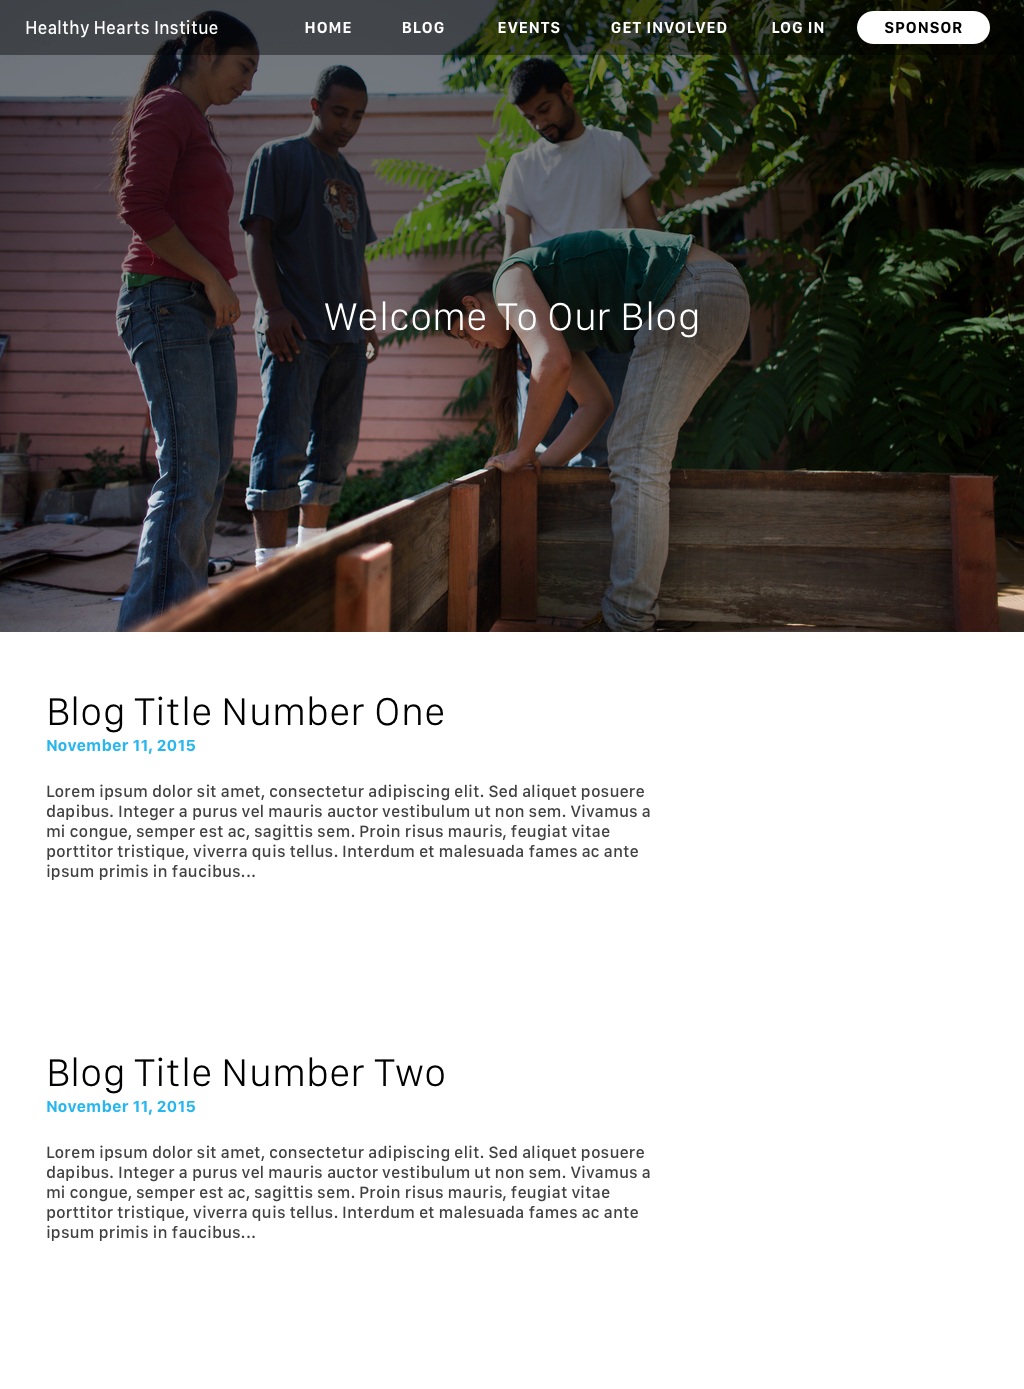 Healthy Hearts Institue HOME BLOG EVENTS GET INVOLVED LOG IN SPONSOR
Welcome To Our Blog
Blog Title Number One
November 11, 2015
Lorem ipsum dolor sit amet, consectetur adipiscing elit. Sed aliquet posuere
dapibus. Integer a purus vel mauris auctor vestibulum ut non sem. Vivamus a
mi congue, semper est ac, sagittis sem. Proin risus mauris, feugiat vitae
porttitor tristique, viverra quis tellus. Interdum et malesuada fames ac ante
ipsum primis in faucibus...
Blog Title Number Two
November 11, 2015
Lorem ipsum dolor sit amet, consectetur adipiscing elit. Sed aliquet posuere
dapibus. Integer a purus vel mauris auctor vestibulum ut non sem. Vivamus a
mi congue, semper est ac, sagittis sem. Proin risus mauris, feugiat vitae
porttitor tristique, viverra quis tellus. Interdum et malesuada fames ac ante
ipsum primis in faucibus...